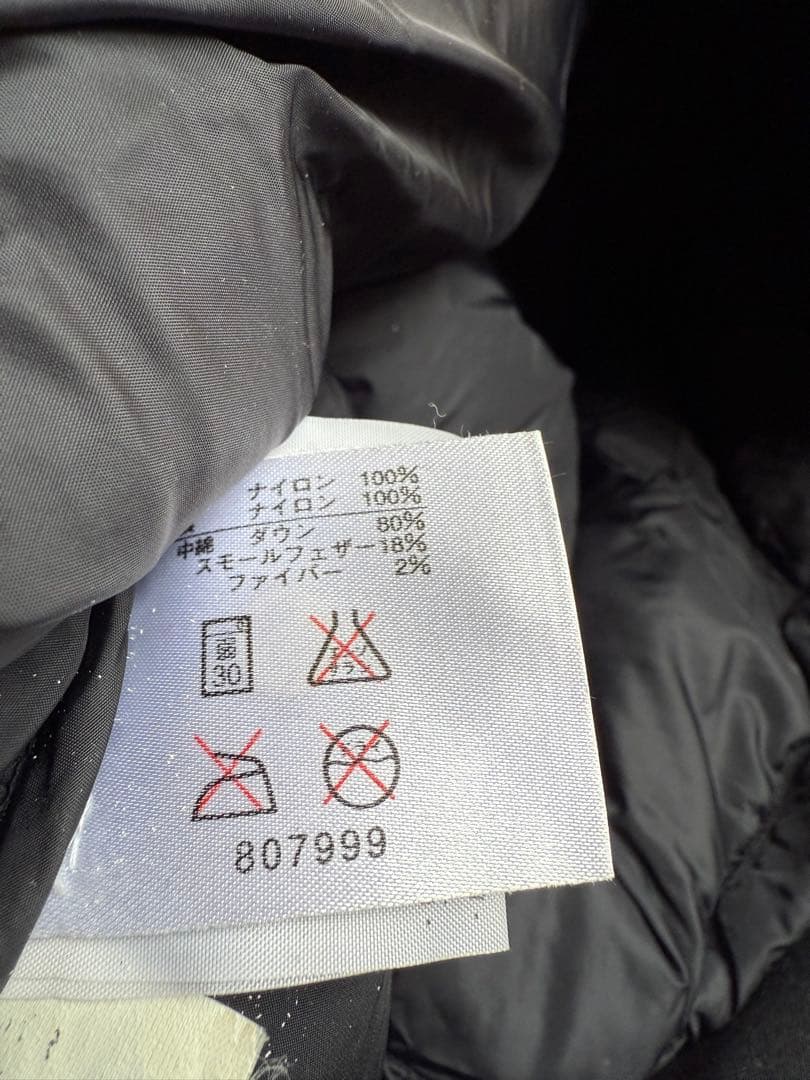 ナイロン 100%
ナイロン 100%
中綿 ダウン 80%
スモールフェザー 18%
ファイバー 2%
30
807999